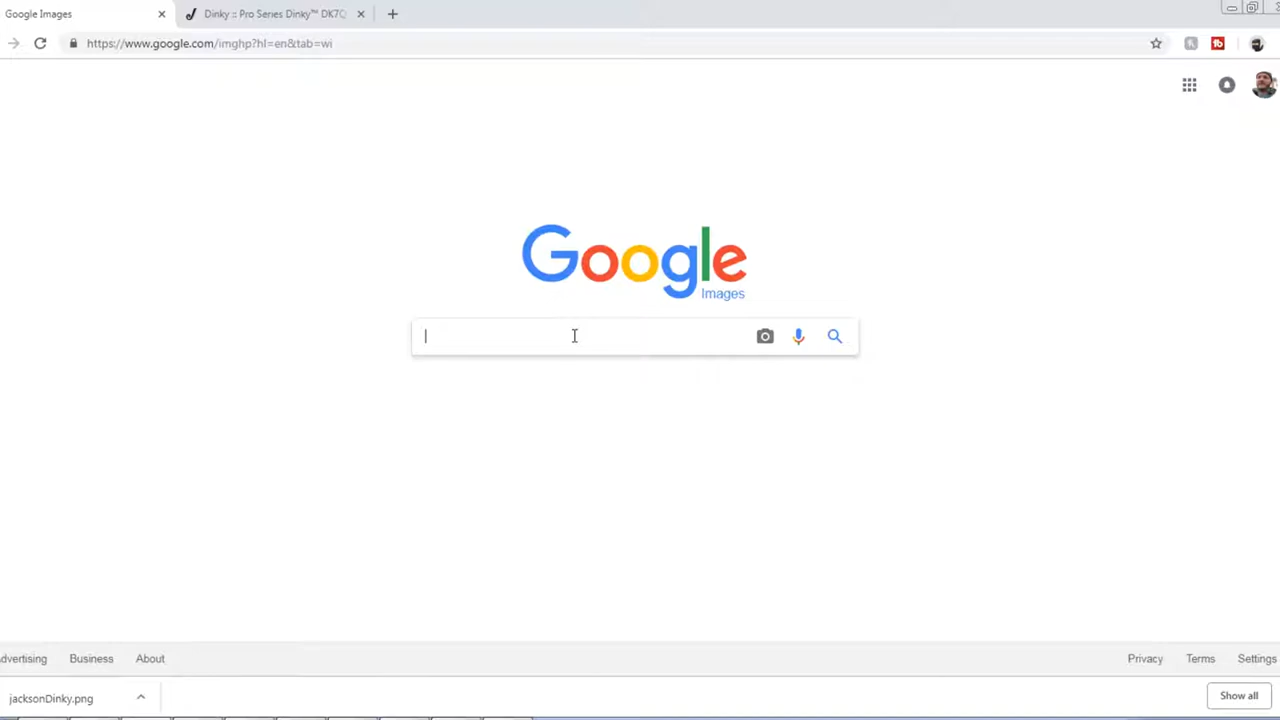 Google Images
Dinky :: Pro Series Dinky™ DK7Q
https://www.google.com/imghp?hl=en&tab=wi
Google
Images
dvertising
Business
About
Privacy
Terms
Settings
jacksonDinky.png
Show all